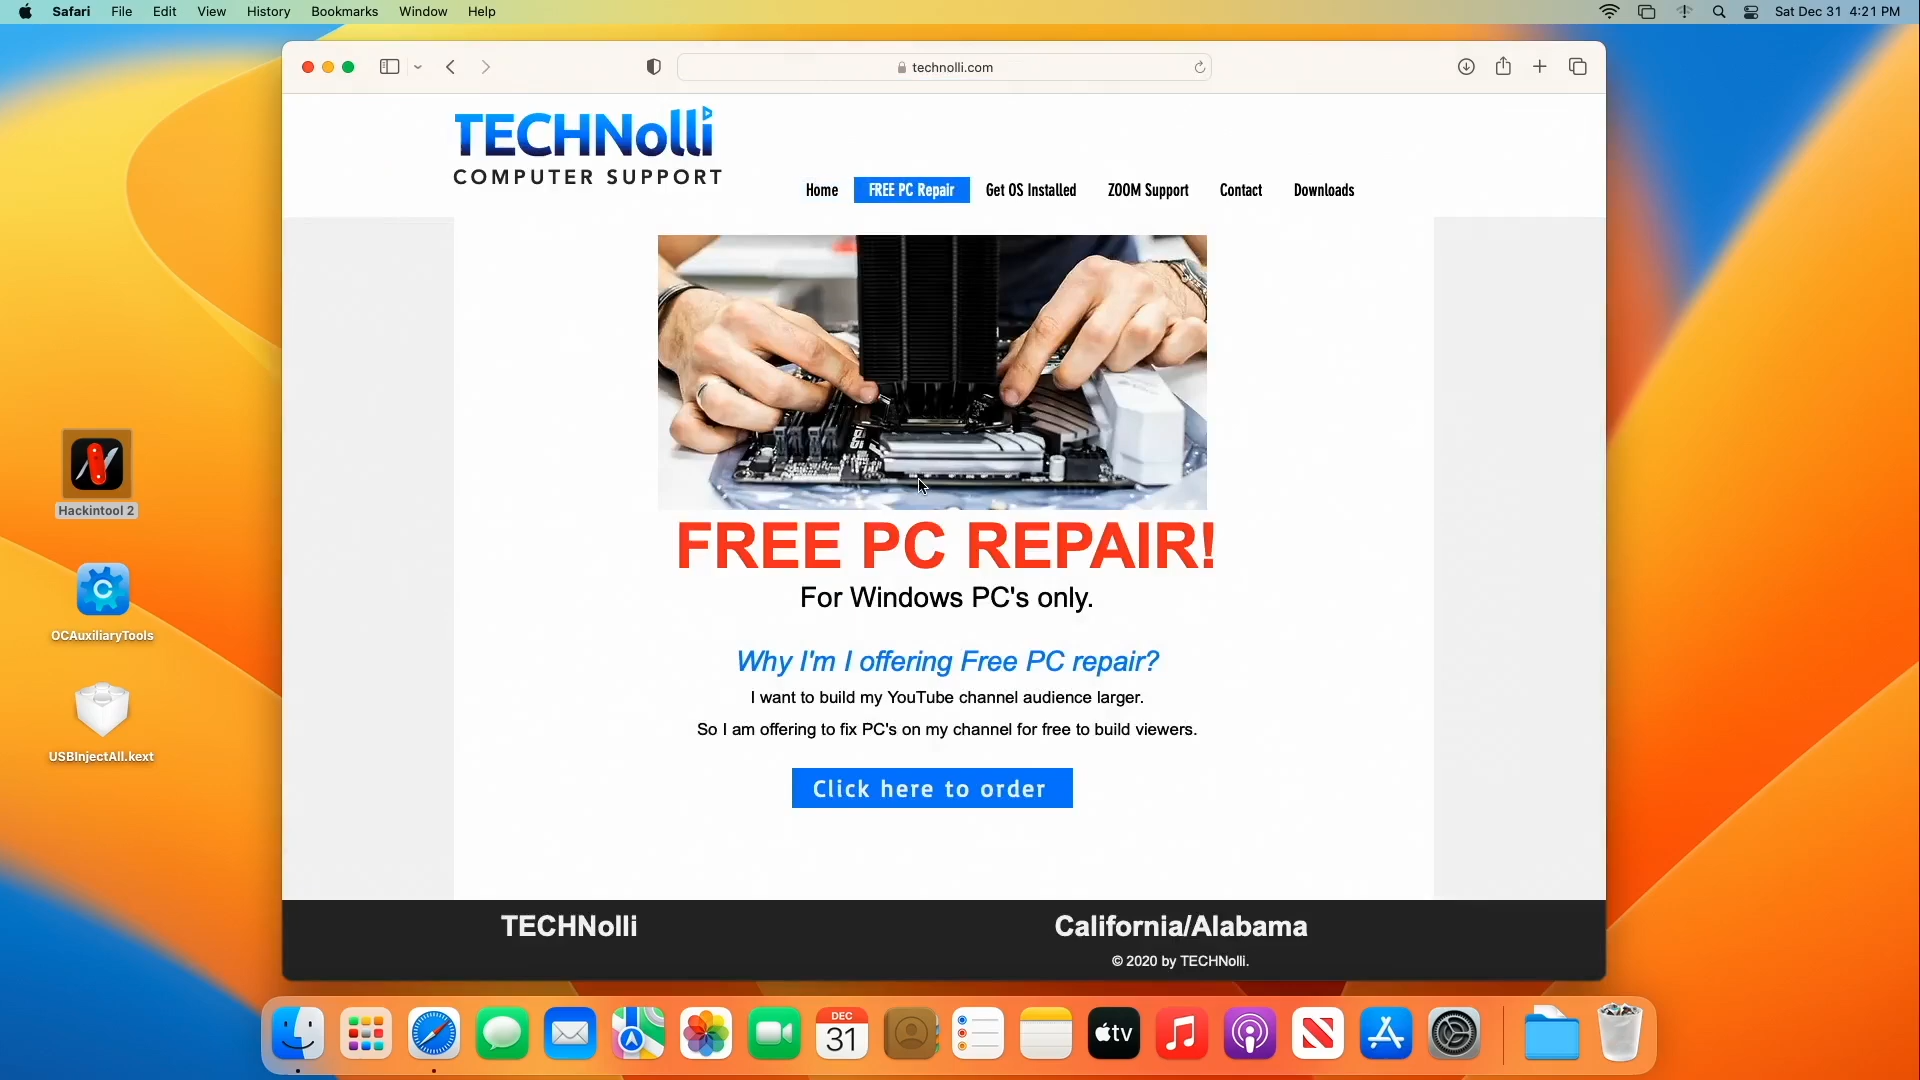 Safari File Edit View History Bookmarks Window Help Sat Dec 31 4:21 PM
technolli.com
TECHNolli
COMPUTER SUPPORT
Home FREE PC Repair Get OS Installed ZOOM Support Contact Downloads
FREE PC REPAIR!
For Windows PC's only.
Why I'm I offering Free PC repair?
I want to build my YouTube channel audience larger.
So I am offering to fix PC's on my channel for free to build viewers.
Click here to order
TECHNolli
California/Alabama
© 2020 by TECHNolli.
Hackintool 2
OCAuxiliaryTools
USBInjectAll.kext
DEC
31
tv